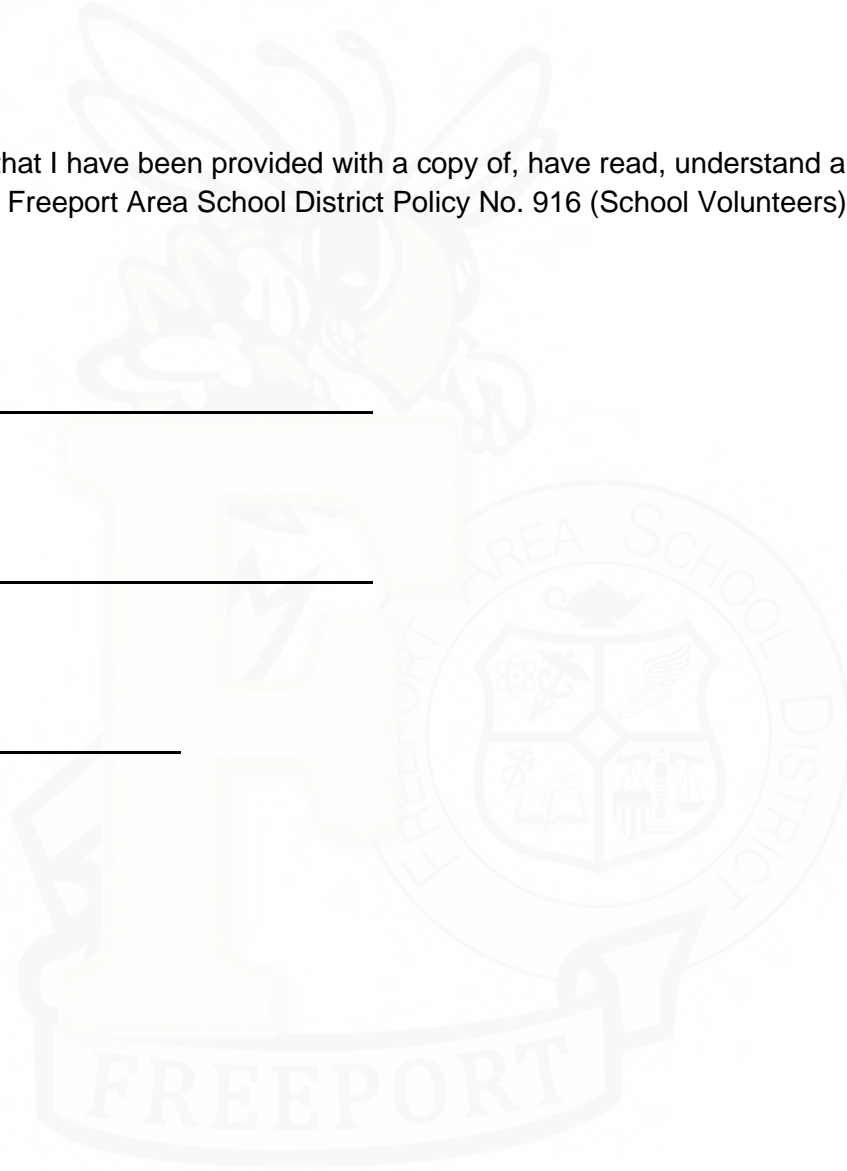 that I have been provided with a copy of, have read, understand a
Freeport Area School District Policy No. 916 (School Volunteers)
FREEPORT AREA SCHOOL DISTRICT
FREEPORT